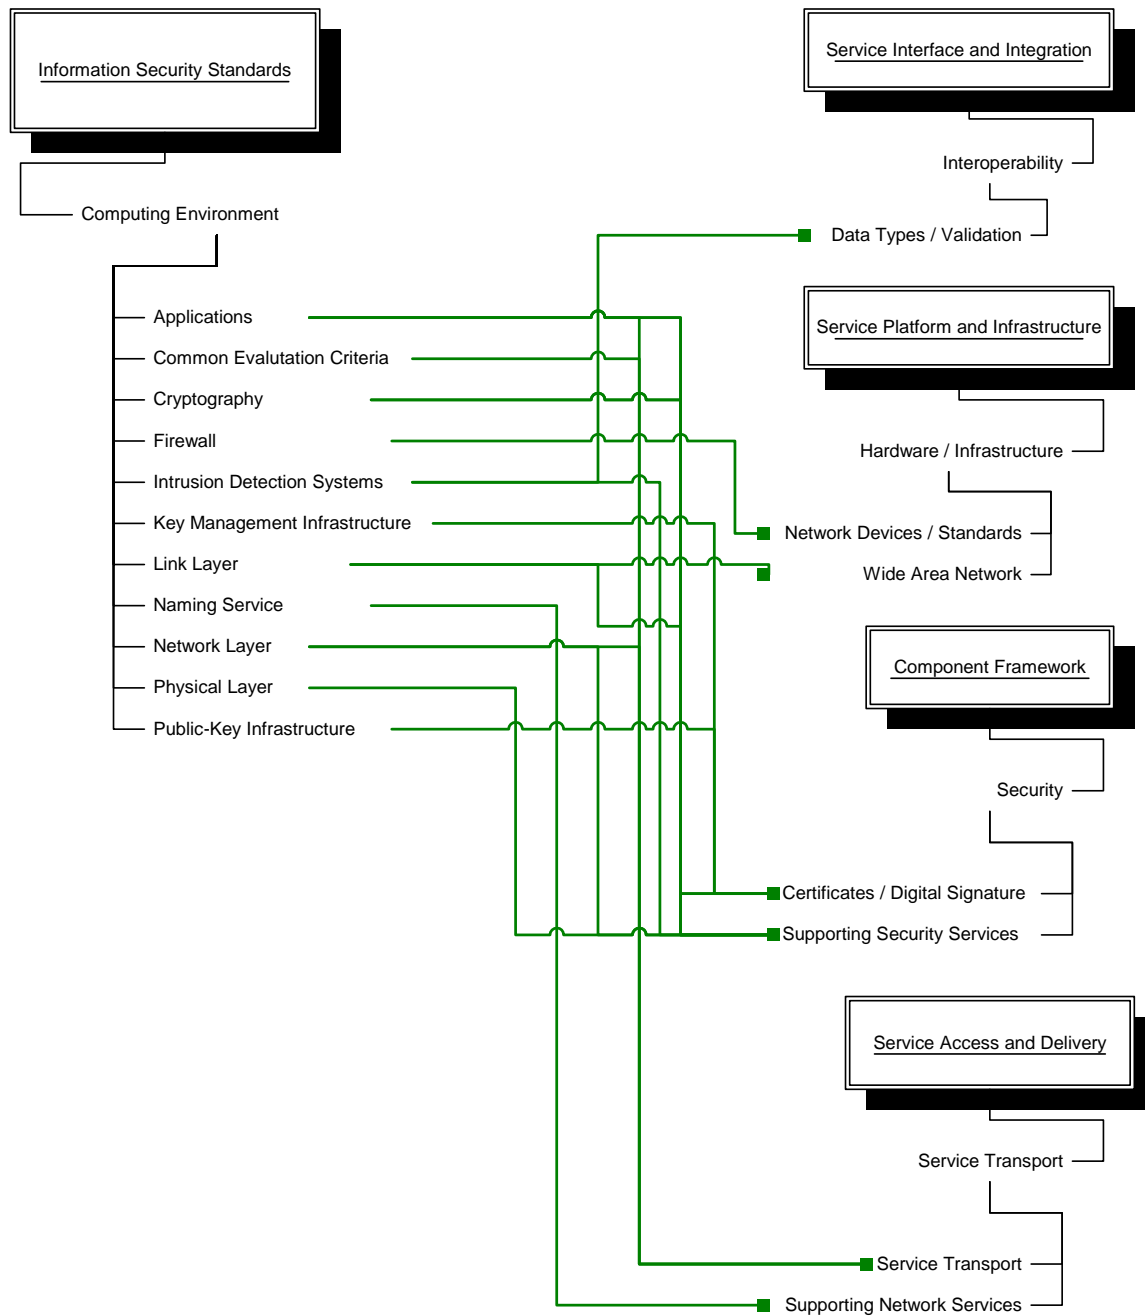 Information Security Standards
Computing Environment
Applications
Common Evalutation Criteria
Cryptography
Firewall
Intrusion Detection Systems
Key Management Infrastructure
Link Layer
Naming Service
Network Layer
Physical Layer
Public-Key Infrastructure
Service Interface and Integration
Interoperability
Data Types / Validation
Service Platform and Infrastructure
Hardware / Infrastructure
Network Devices / Standards
Wide Area Network
Component Framework
Security
Certificates / Digital Signature
Supporting Security Services
Service Access and Delivery
Service Transport
Service Transport
Supporting Network Services